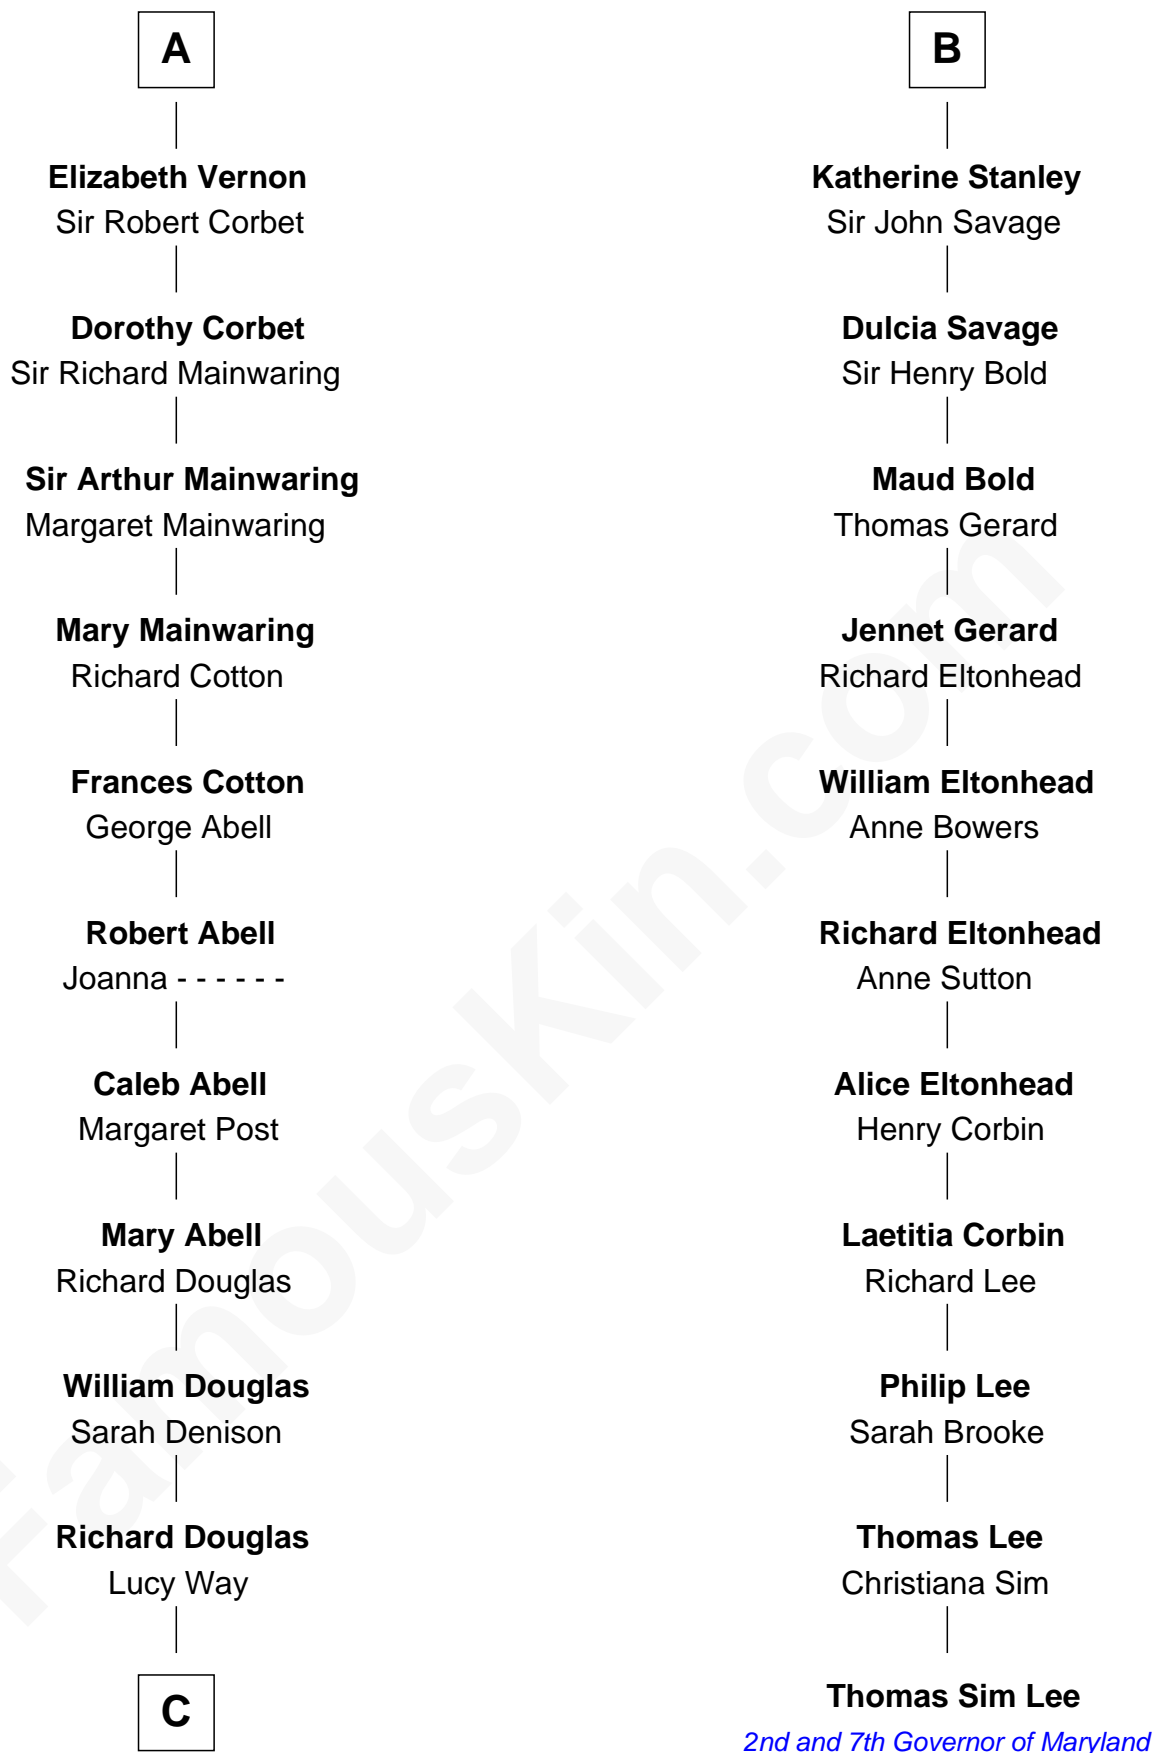 A
Elizabeth Vernon
Sir Robert Corbet
Dorothy Corbet
Sir Richard Mainwaring
Sir Arthur Mainwaring
Margaret Mainwaring
Mary Mainwaring
Richard Cotton
Frances Cotton
George Abell
Robert Abell
Joanna - - - - - -
Caleb Abell
Margaret Post
Mary Abell
Richard Douglas
William Douglas
Sarah Denison
Richard Douglas
Lucy Way
C
B
Katherine Stanley
Sir John Savage
Dulcia Savage
Sir Henry Bold
Maud Bold
Thomas Gerard
Jennet Gerard
Richard Eltonhead
William Eltonhead
Anne Bowers
Richard Eltonhead
Anne Sutton
Alice Eltonhead
Henry Corbin
Laetitia Corbin
Richard Lee
Philip Lee
Sarah Brooke
Thomas Lee
Christiana Sim
Thomas Sim Lee
2nd and 7th Governor of Maryland
FamousKin.com